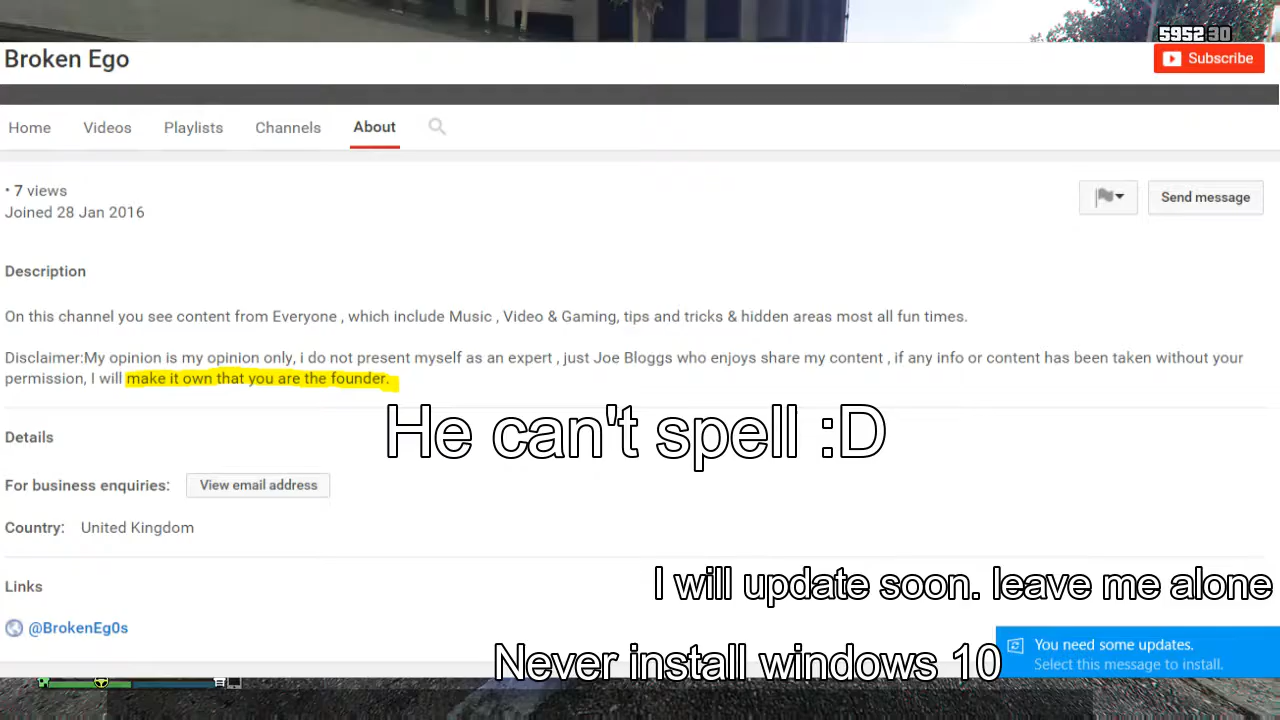 5952 30
Broken Ego
Subscribe
Home Videos Playlists Channels About
• 7 views
Joined 28 Jan 2016
Send message
Description
On this channel you see content from Everyone , which include Music , Video & Gaming, tips and tricks & hidden areas most all fun times.
Disclaimer:My opinion is my opinion only, i do not present myself as an expert , just Joe Bloggs who enjoys share my content , if any info or content has been taken without your
permission, I will make it own that you are the founder.
He can't spell :D
Details
For business enquiries: View email address
Country: United Kingdom
Links
I will update soon. leave me alone
@BrokenEg0s
You need some updates.
Never install windows 10
Select this message to install.